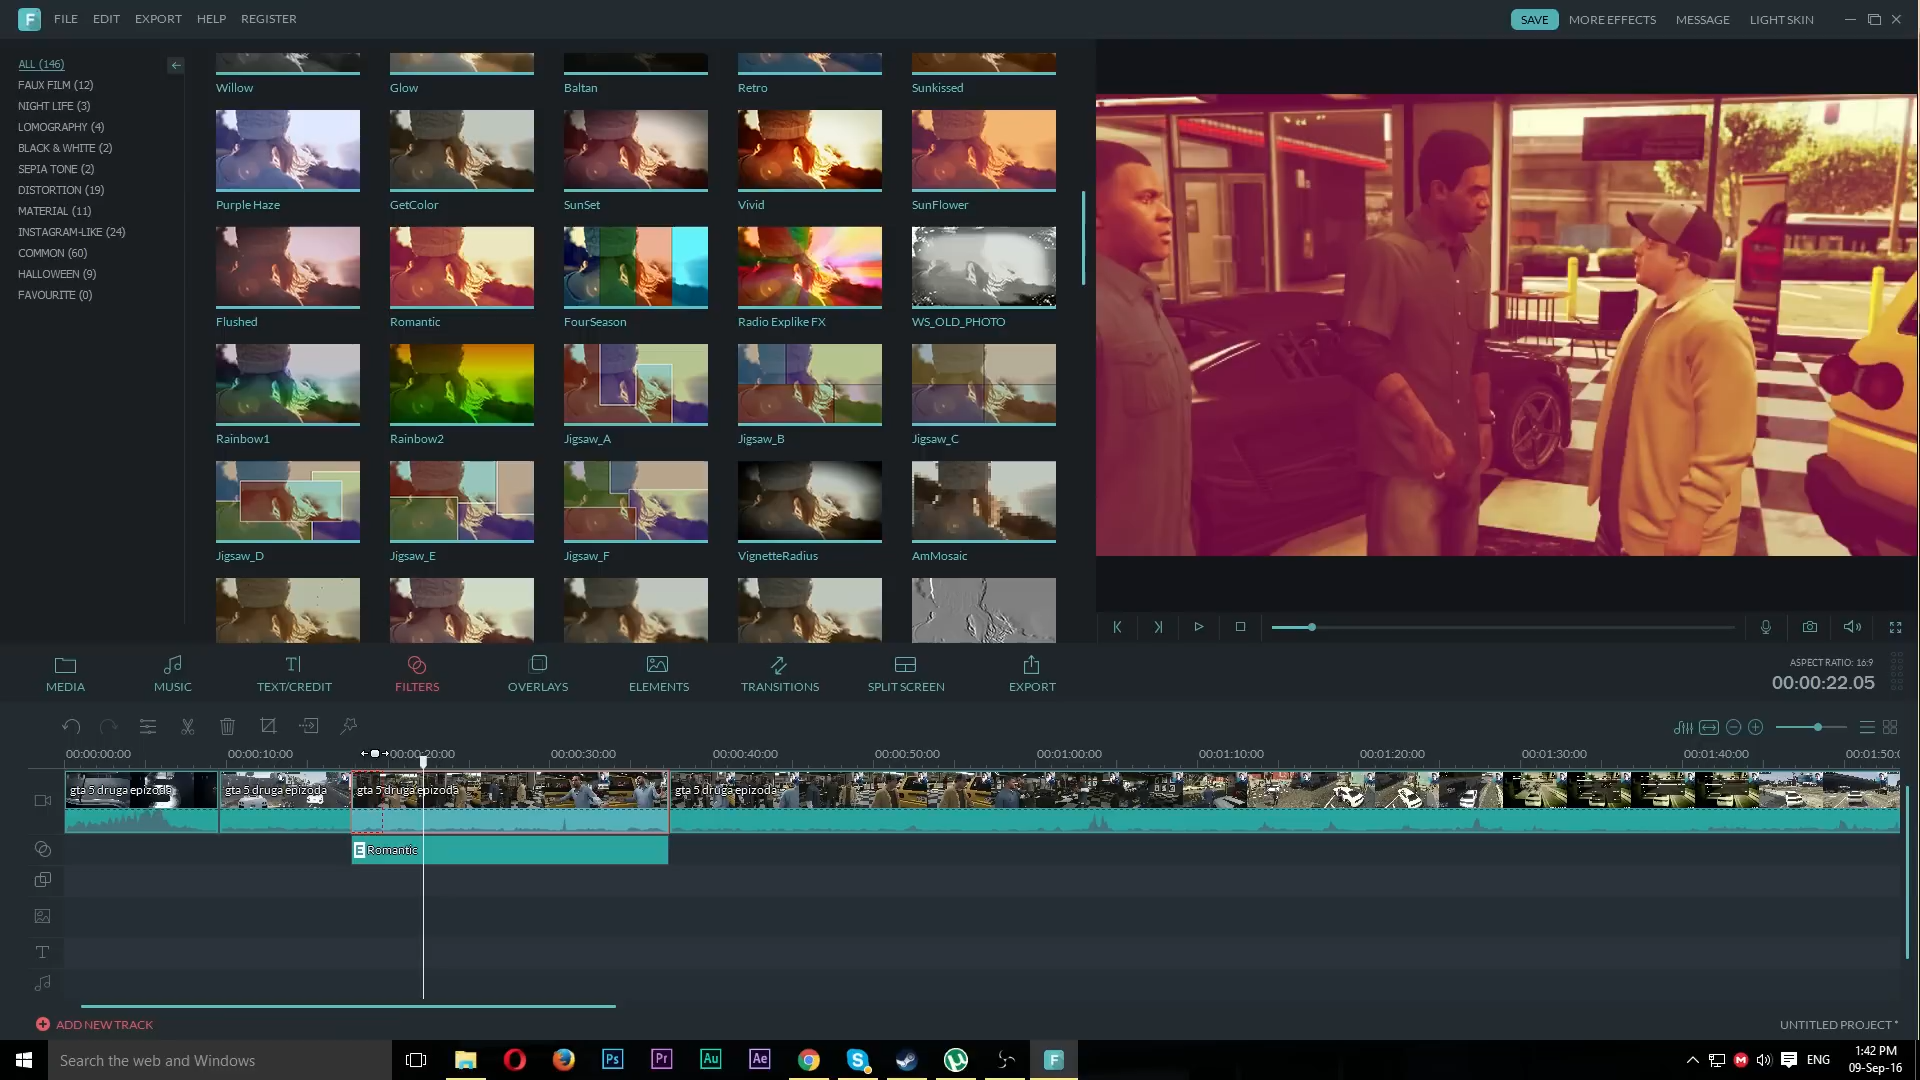 F FILE EDIT EXPORT HELP REGISTER
SAVE MORE EFFECTS MESSAGE LIGHT SKIN
ALL (146)
FAUX FILM (12)
NIGHT LIFE (3)
LOMOGRAPHY (4)
BLACK & WHITE (2)
SEPIA TONE (2)
DISTORTION (19)
MATERIAL (11)
INSTAGRAM-LIKE (24)
COMMON (60)
HALLOWEEN (9)
FAVOURITE (0)
Willow Glow Baltan Retro Sunkissed
Purple Haze GetColor SunSet Vivid SunFlower
Flushed Romantic FourSeason Radio Explike FX WS_OLD_PHOTO
Rainbow1 Rainbow2 Jigsaw_A Jigsaw_B Jigsaw_C
Jigsaw_D Jigsaw_E Jigsaw_F VignetteRadius AmMosaic
MEDIA MUSIC TEXT/CREDIT FILTERS OVERLAYS ELEMENTS TRANSITIONS SPLIT SCREEN EXPORT
ASPECT RATIO: 16:9
00:00:22.05
00:00:00:00 00:00:10:00 00:00:20:00 00:00:30:00 00:00:40:00 00:00:50:00 00:01:00:00 00:01:10:00 00:01:20:00 00:01:30:00 00:01:40:00 00:01:50:0
gta 5 druga epizoda gta 5 druga epizoda gta 5 druga epizoda gta 5 druga epizoda
E Romantic
ADD NEW TRACK
UNTITLED PROJECT *
Search the web and Windows
Ps Pr Au Ae F
ENG
1:42 PM
09-Sep-16